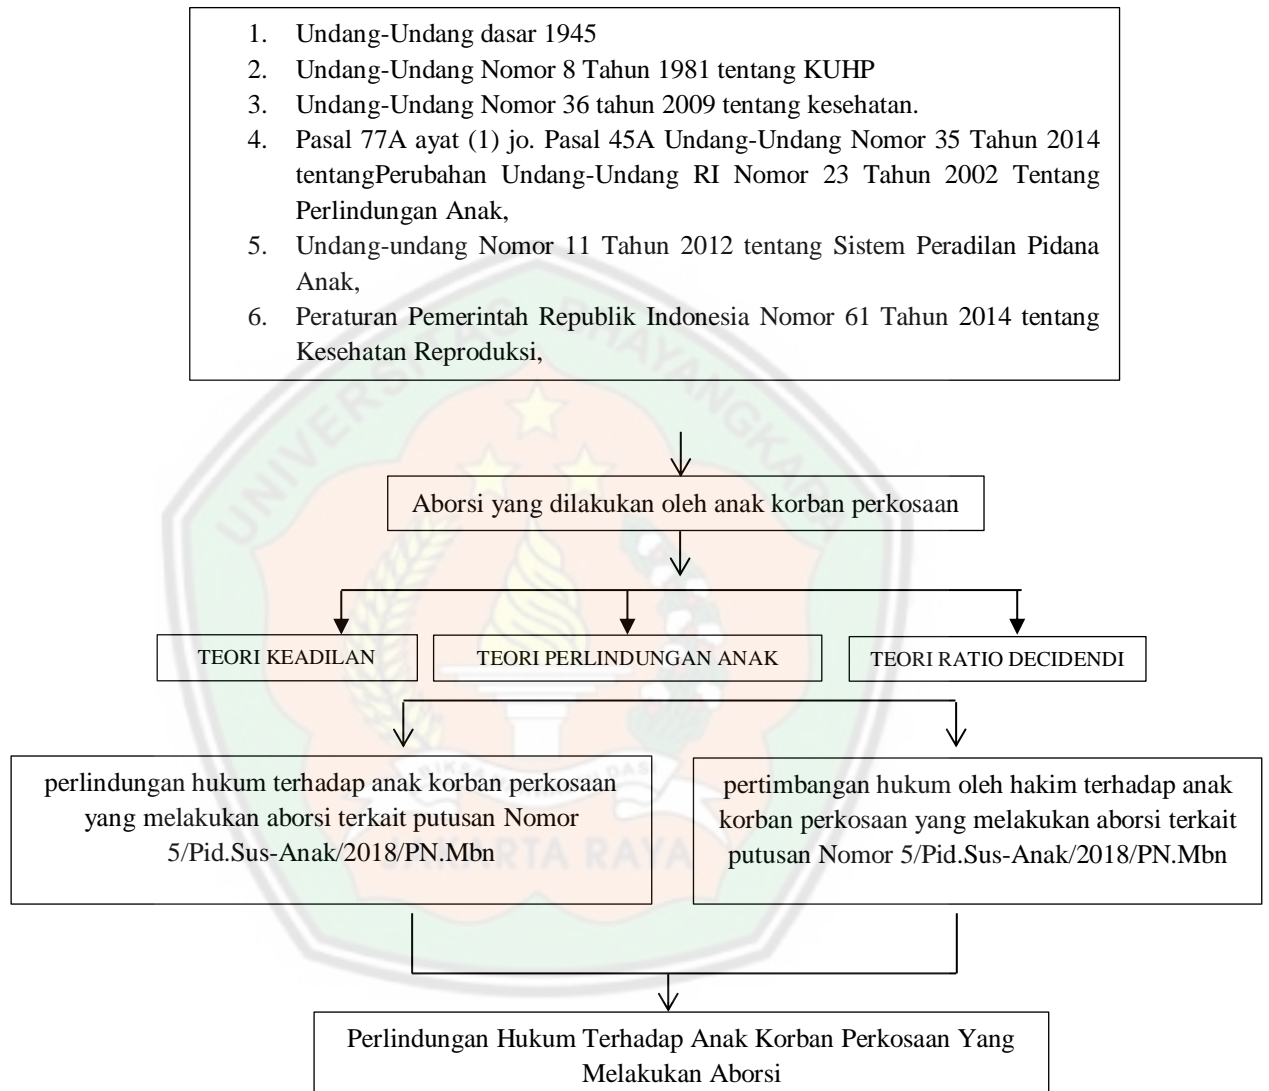 1. Undang-Undang dasar 1945
2. Undang-Undang Nomor 8 Tahun 1981 tentang KUHP
3. Undang-Undang Nomor 36 tahun 2009 tentang kesehatan.
4. Pasal 77A ayat (1) jo. Pasal 45A Undang-Undang Nomor 35 Tahun 2014
tentangPerubahan Undang-Undang RI Nomor 23 Tahun 2002 Tentang
Perlindungan Anak,
5. Undang-undang Nomor 11 Tahun 2012 tentang Sistem Peradilan Pidana
Anak,
6. Peraturan Pemerintah Republik Indonesia Nomor 61 Tahun 2014 tentang
Kesehatan Reproduksi,
UNIVERSITAS BHAYANGKARA
Aborsi yang dilakukan oleh anak korban perkosaan
TEORI KEADILAN
TEORI PERLINDUNGAN ANAK
TEORI RATIO DECIDENDI
perlindungan hukum terhadap anak korban perkosaan
yang melakukan aborsi terkait putusan Nomor
5/Pid.Sus-Anak/2018/PN.Mbn
pertimbangan hukum oleh hakim terhadap anak
korban perkosaan yang melakukan aborsi terkait
putusan Nomor 5/Pid.Sus-Anak/2018/PN.Mbn
JAKARTA RAYA
Perlindungan Hukum Terhadap Anak Korban Perkosaan Yang
Melakukan Aborsi